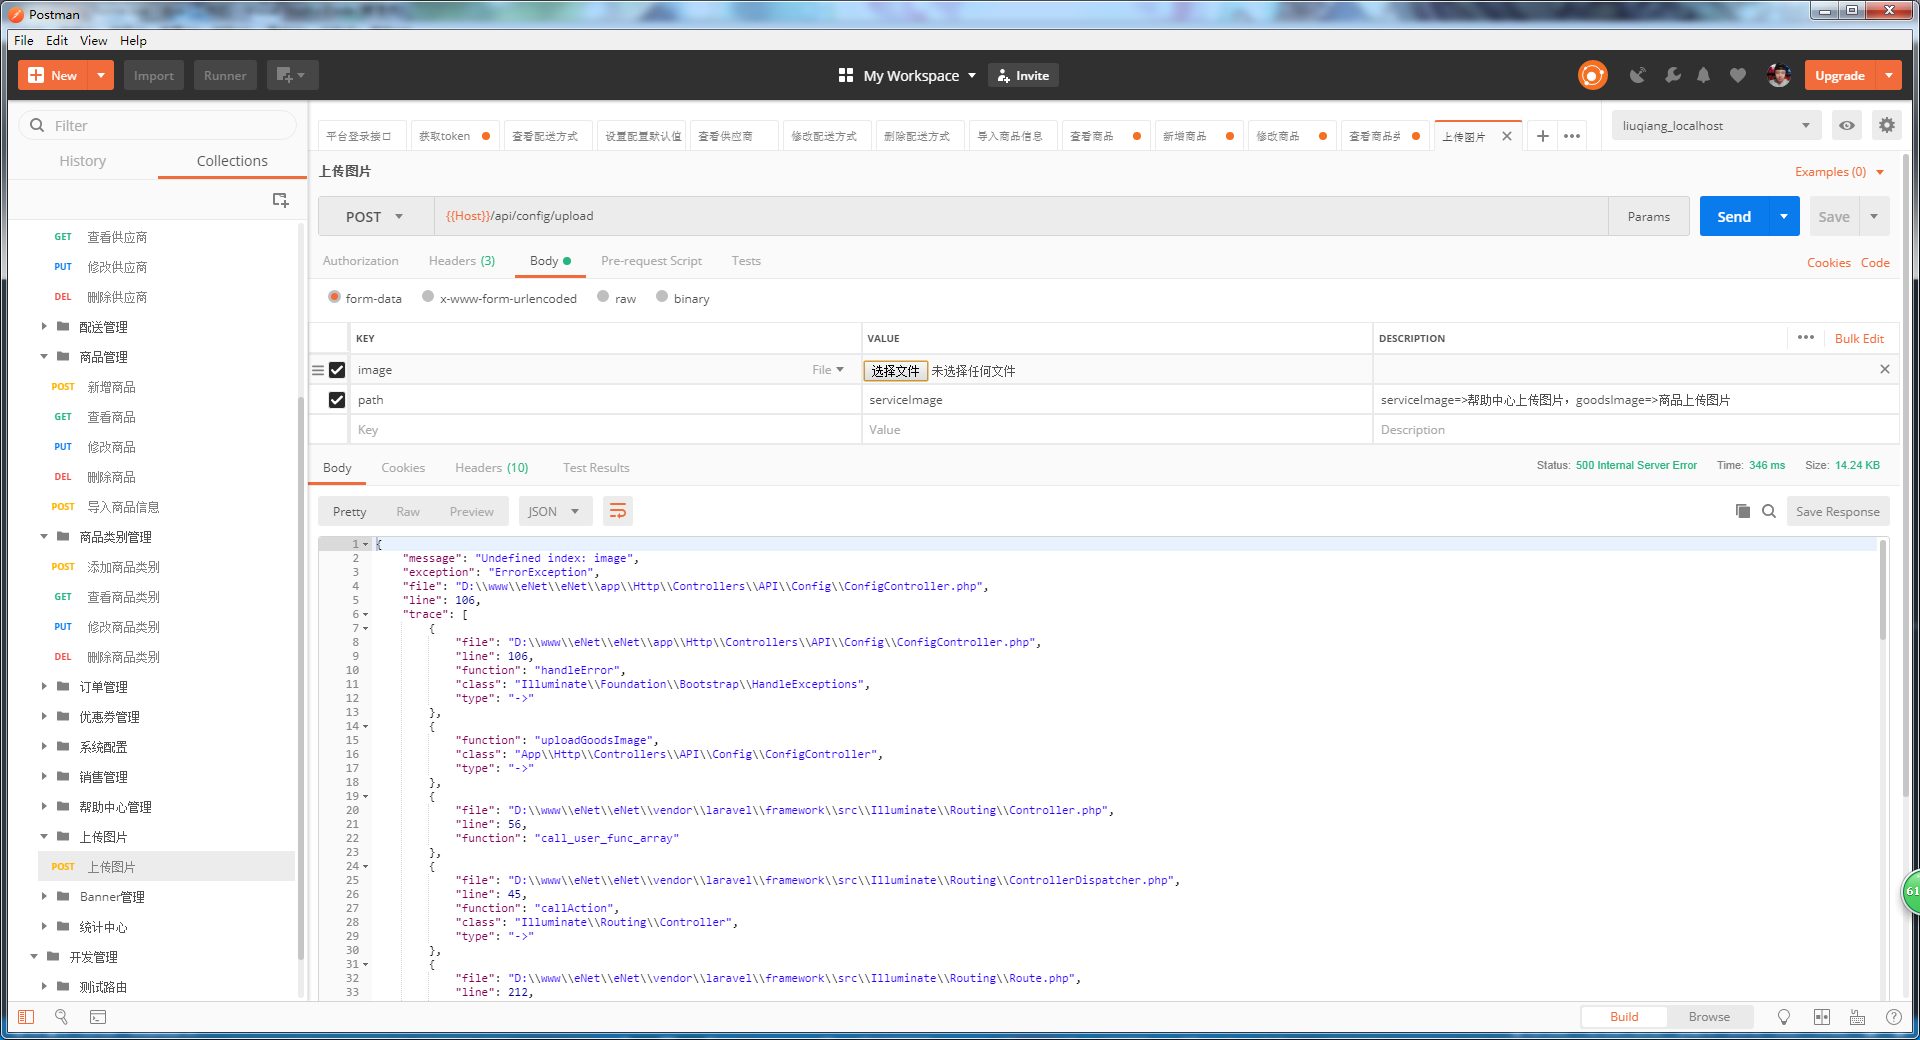 Postman
File Edit View Help
New Import Runner My Workspace Invite Upgrade
Filter
History Collections
GET 查看供应商
PUT 修改供应商
DEL 删除供应商
配送管理
商品管理
POST 新增商品
GET 查看商品
PUT 修改商品
DEL 删除商品
POST 导入商品信息
商品类别管理
POST 添加商品类别
GET 查看商品类别
PUT 修改商品类别
DEL 删除商品类别
订单管理
优惠券管理
系统配置
销售管理
帮助中心管理
上传图片
POST 上传图片
Banner管理
统计中心
开发管理
测试路由
平台登录接口 获取token 查看配送方式 设置配置默认值 查看供应商 修改配送方式 删除配送方式 导入商品信息 查看商品 新增商品 修改商品 查看商品类 上传图片 liuqiang_localhost
上传图片 Examples (0)
POST {{Host}}/api/config/upload Params Send Save
Authorization Headers (3) Body Pre-request Script Tests Cookies Code
form-data x-www-form-urlencoded raw binary
KEY VALUE DESCRIPTION Bulk Edit
image File 选择文件 未选择任何文件
path serviceImage serviceImage=>帮助中心上传图片，goodsImage=>商品上传图片
Key Value Description
Body Cookies Headers (10) Test Results Status: 500 Internal Server Error Time: 346 ms Size: 14.24 KB
Pretty Raw Preview JSON Save Response
1 {
2 "message": "Undefined index: image",
3 "exception": "ErrorException",
4 "file": "D:\\www\\eNet\\eNet\\app\\Http\\Controllers\\API\\Config\\ConfigController.php",
5 "line": 106,
6 "trace": [
7 {
8 "file": "D:\\www\\eNet\\eNet\\app\\Http\\Controllers\\API\\Config\\ConfigController.php",
9 "line": 106,
10 "function": "handleError",
11 "class": "Illuminate\\Foundation\\Bootstrap\\HandleExceptions",
12 "type": "->"
13 },
14 {
15 "function": "uploadGoodsImage",
16 "class": "App\\Http\\Controllers\\API\\Config\\ConfigController",
17 "type": "->"
18 },
19 {
20 "file": "D:\\www\\eNet\\eNet\\vendor\\laravel\\framework\\src\\Illuminate\\Routing\\Controller.php",
21 "line": 56,
22 "function": "call_user_func_array"
23 },
24 {
25 "file": "D:\\www\\eNet\\eNet\\vendor\\laravel\\framework\\src\\Illuminate\\Routing\\ControllerDispatcher.php",
26 "line": 45,
27 "function": "callAction",
28 "class": "Illuminate\\Routing\\Controller",
29 "type": "->"
30 },
31 {
32 "file": "D:\\www\\eNet\\eNet\\vendor\\laravel\\framework\\src\\Illuminate\\Routing\\Route.php",
33 "line": 212,
61
Build Browse